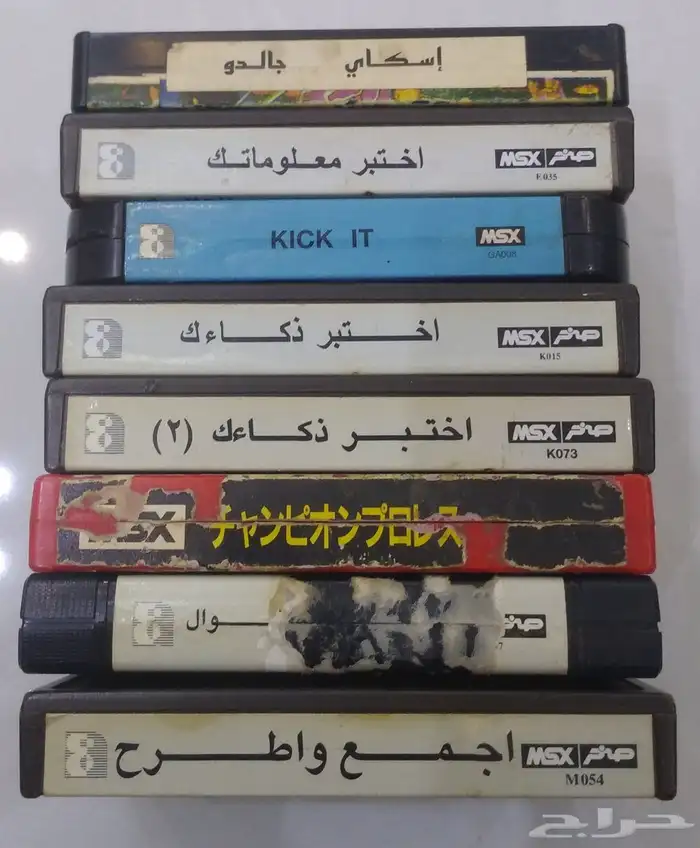 إسكاي جالدو
اختبر معلوماتك
MSX صخر
E035
KICK IT
MSX
اختبر ذكاءك
MSX صخر
K015
اختبر ذكاءك (٢)
MSX صخر
K073
MSX チャンピオンプロレス
صخر
اجمع واطرح
MSX صخر
M054
حراج